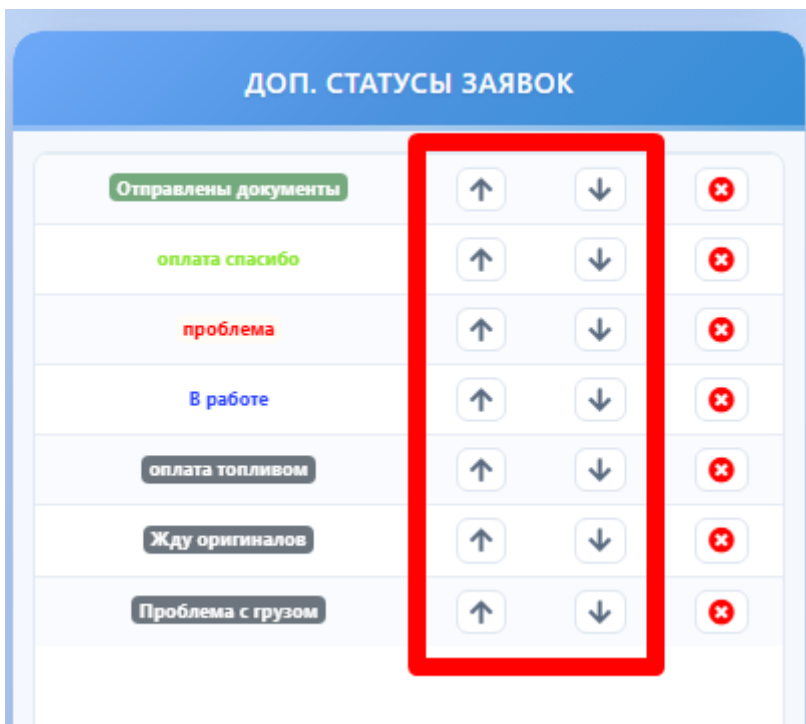 ДОП. СТАТУСЫ ЗАЯВОК
Отправлены документы
оплата спасибо
проблема
В работе
оплата топливом
Жду оригиналов
Проблема с грузом